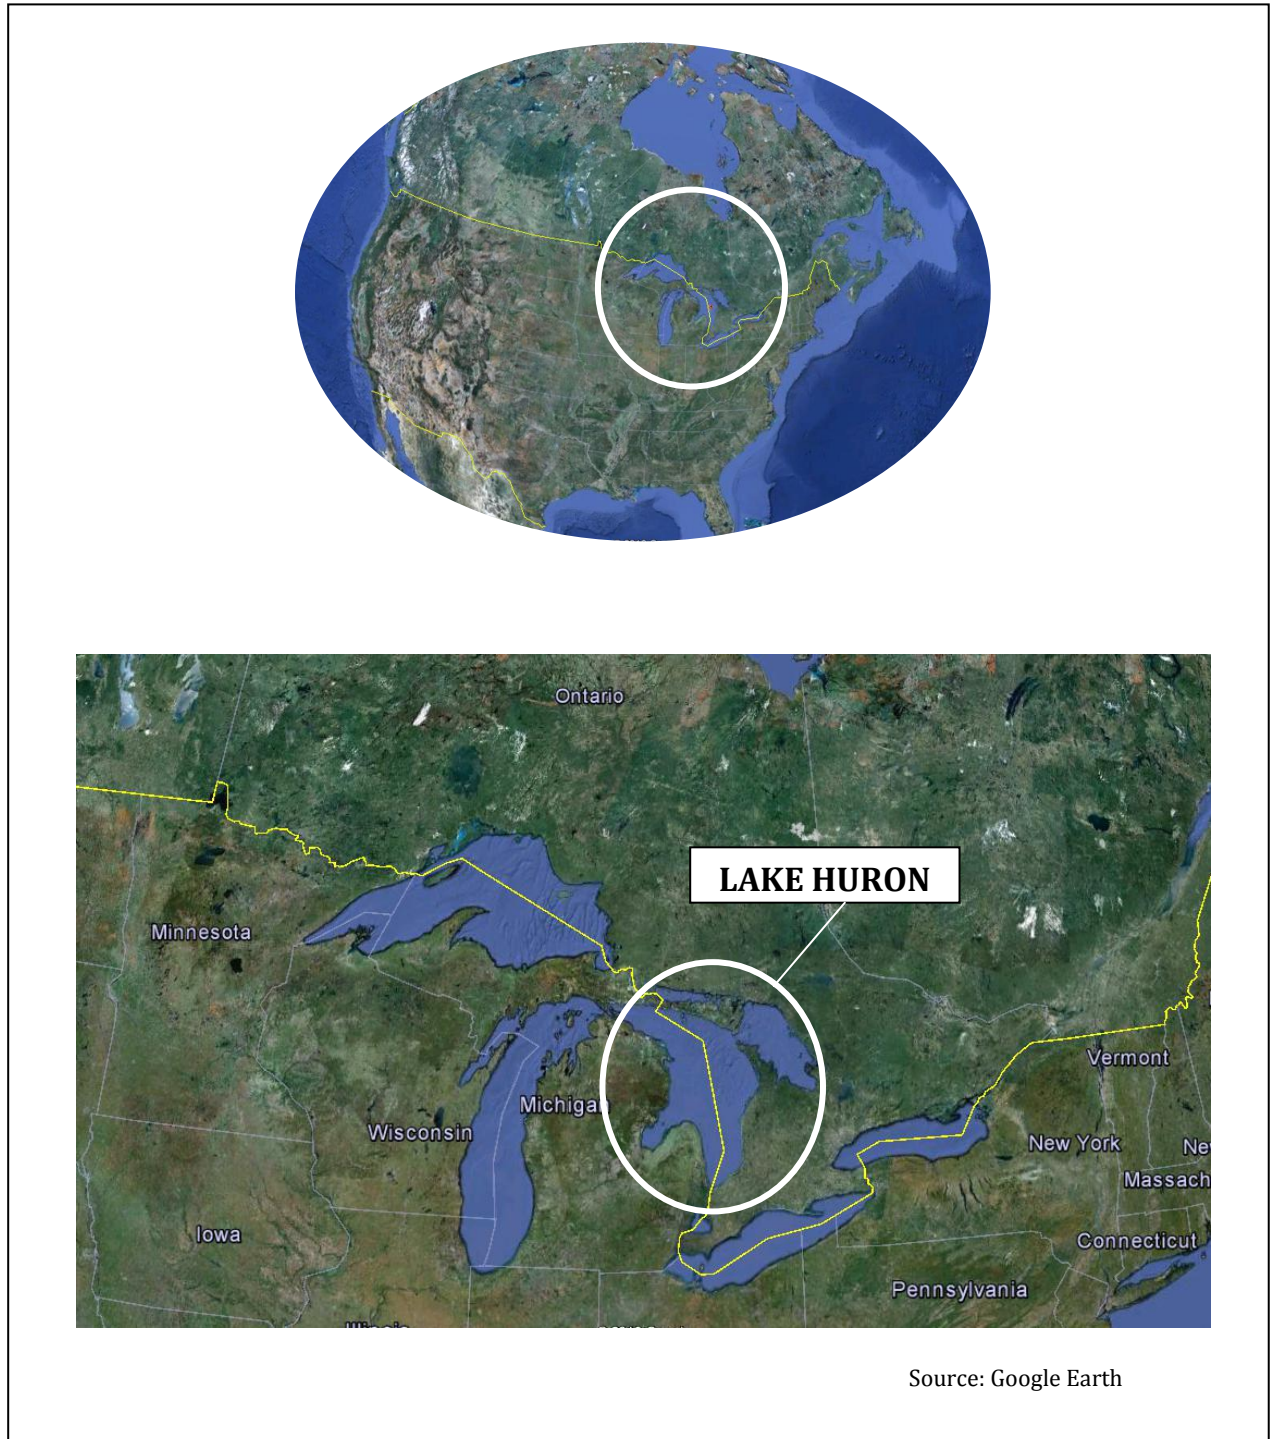 Ontario
LAKE HURON
Minnesota
Vermont
Michigan
Wisconsin
New York
Massach
Iowa
Connecticut
Pennsylvania
Source: Google Earth